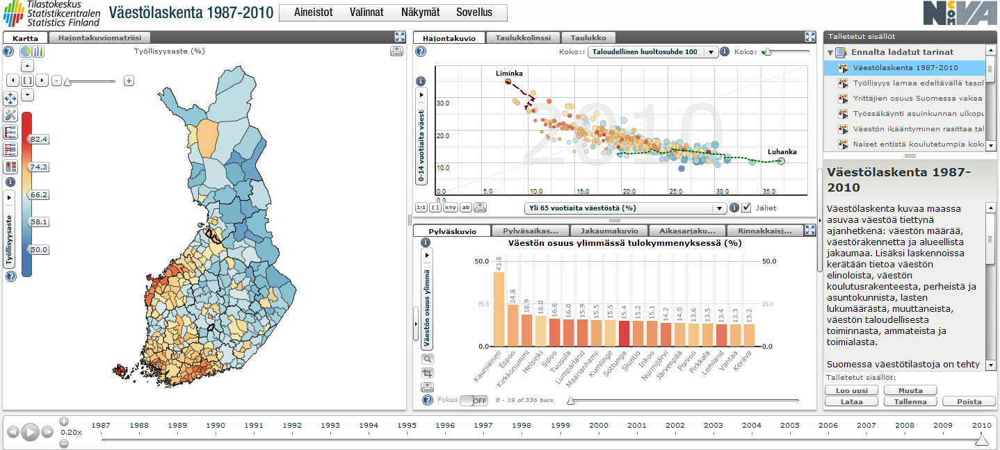 Tilastokeskus
Statistikcentralen
Statistics Finland
Väestölaskenta 1987-2010
Aineistot Valinnat Näkymät Sovellus
NComVA
Kartta Hajontakuviomatriisi
Työllisyysaste (%)
82.4
74.3
66.2
58.1
50.0
Työllisyysaste
Hajontakuvio Taulukkolinssi Taulukko
Koko:: Taloudellinen huoltosuhde 100 Koko:
2010
Liminka
Luhanka
30.0
20.0
10.0
0.0 5.0 10.0 15.0 20.0 25.0 30.0 35.0
0.0
0-14 vuotiaita väest
1:1 [ ] x=y ab
Yli 65 vuotiaita väestöstä (%)
Jäljet
Pylväskuvio Pylväsaikas... Jakaumakuvio Aikasarjaku... Rinnakkaisj...
Väestön osuus ylimmässä tulokymmenyksessä (%)
50.0 50.0
25.0 25.0
0.0 0.0
43.8 24.8 18.9 18.0 16.6 16.0 15.9 15.5 15.5 15.4 15.2 15.1 14.2 14.0 13.6 13.5 13.4 13.3 13.2
Kauniainen Espoo Kirkkonummi Helsinki Sipoo Tuusula Lumparland Maarianhamii Kumlinge Sottunga Siuntio Inkoo Nurmijärvi Järvenpää Porvoo Pirkkala Lemland Vantaa Kerava
Väestön osuus ylimmä
Fokus OFF 0 - 19 of 336 bars
Talletetut sisällöt
Ennalta ladatut tarinat
Väestölaskenta 1987-2010
Työllisyys lamaa edeltävällä tasol
Yrittäjien osuus Suomessa vakaa
Työssäkäynti asuinkunnan ulkopu
Väestön ikääntyminen rasittaa tal
Naiset entistä koulutetumpia koku
Väestölaskenta 1987-
2010
Väestölaskenta kuvaa maassa
asuvaa väestöä tiettynä
ajanhetkenä: väestön määrää,
väestörakennetta ja alueellista
jakaumaa. Lisäksi laskennoissa
kerätään tietoa väestön
elinoloista, väestön
koulutusrakenteesta, perheistä ja
asuntokunnista, lasten
lukumäärästä, muuttaneista,
väestön taloudellisesta
toiminnasta, ammateista ja
toimialasta.
Suomessa väestötilastoja on tehty
Talletetut sisällöt:
Luo uusi Muuta
Lataa Tallenna Poista
0.20x
1987 1988 1989 1990 1991 1992 1993 1994 1995 1996 1997 1998 1999 2000 2001 2002 2003 2004 2005 2006 2007 2008 2009 2010